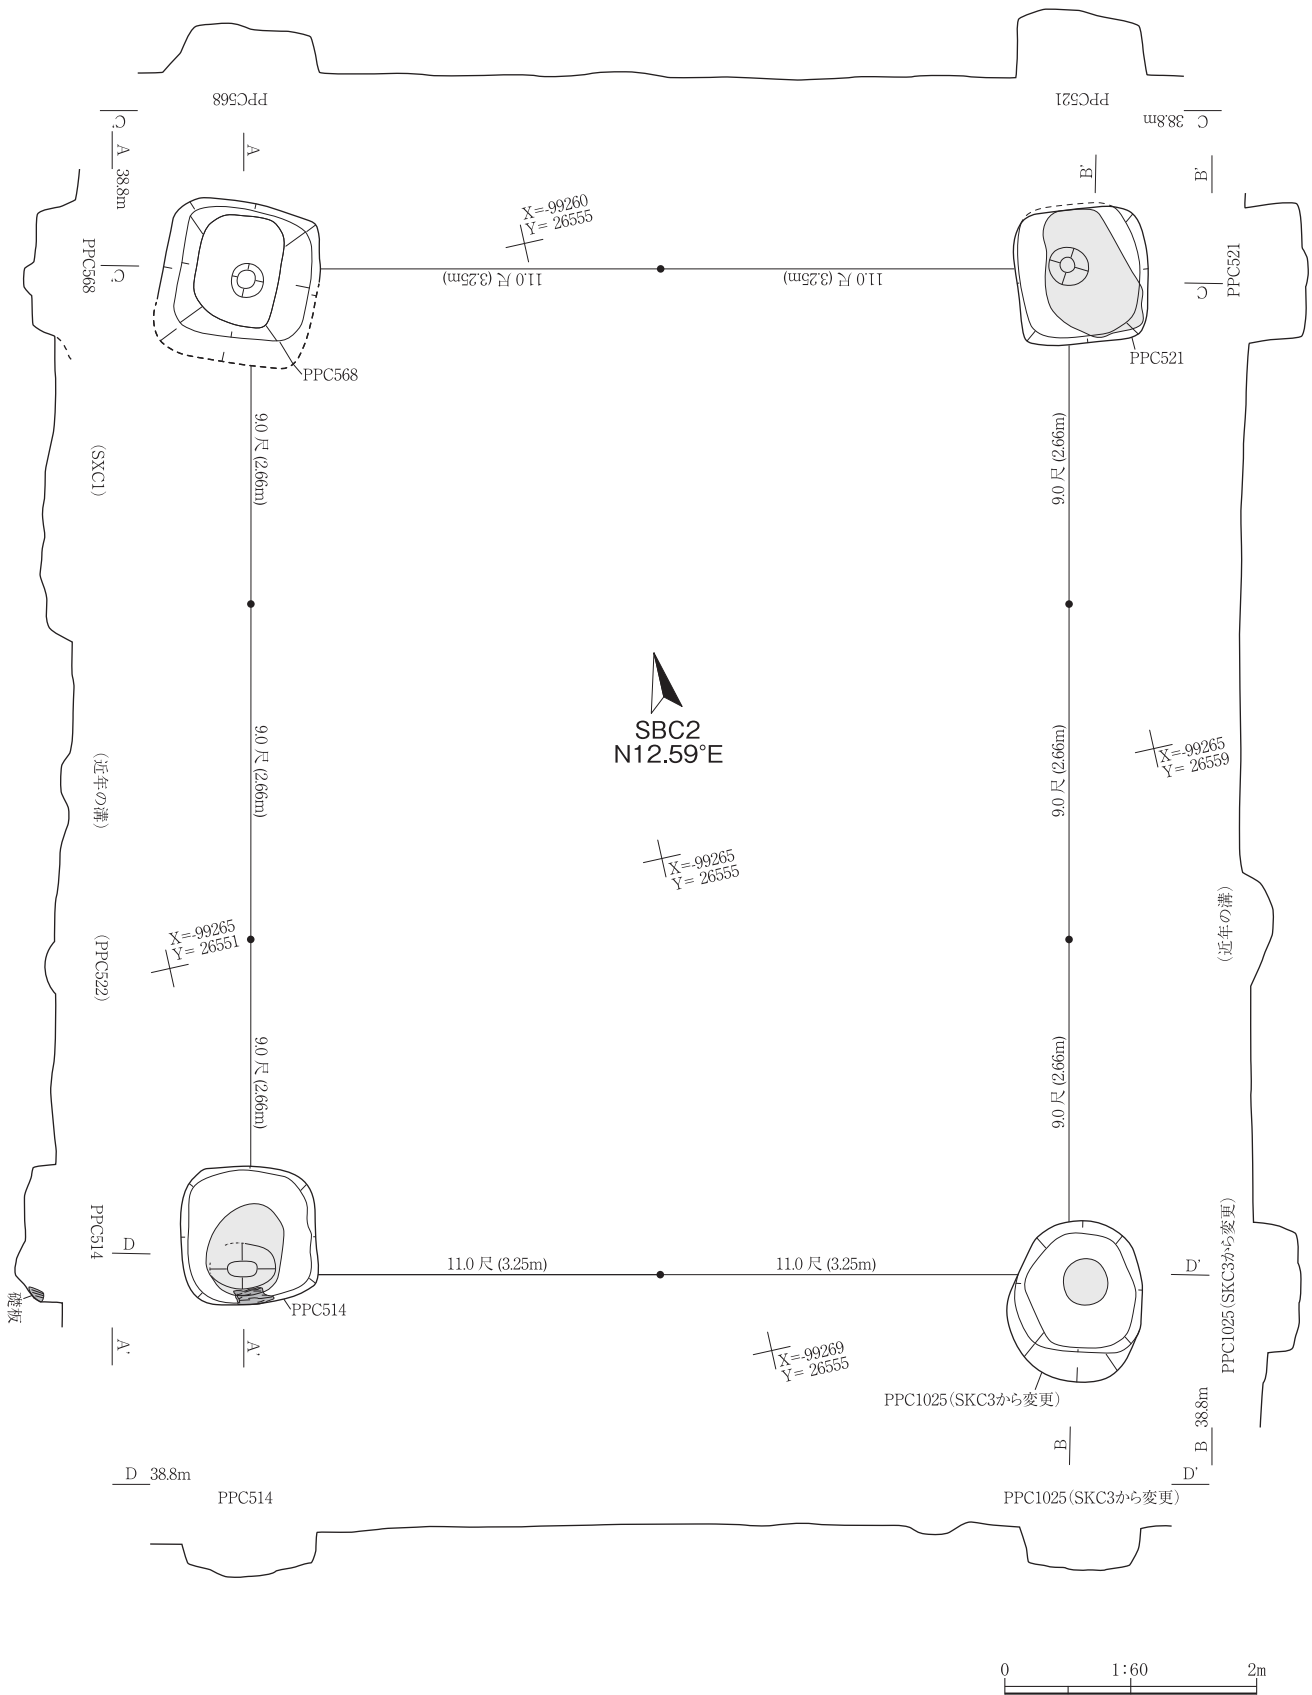 PPC568
PPC521
C'
38.8m
C
A
38.8m
A
B'
B'
X=-99260
Y= 26555
PPC568
C'
11.0 尺 (3.25m)
11.0 尺 (3.25m)
C
PPC521
PPC568
PPC521
9.0 尺 (2.66m)
9.0 尺 (2.66m)
(SXC1)
SBC2
N12.59°E
9.0 尺 (2.66m)
9.0 尺 (2.66m)
X=-99265
Y= 26559
(近年の溝)
X=-99265
Y= 26555
(近年の溝)
X=-99265
Y= 26551
(PPC522)
9.0 尺 (2.66m)
9.0 尺 (2.66m)
PPC514
D
11.0 尺 (3.25m)
11.0 尺 (3.25m)
D'
PPC1025(SKC3から変更)
礎板
PPC514
A'
A'
X=-99269
Y= 26555
PPC1025(SKC3から変更)
B
B
38.8m
D
38.8m
D'
PPC514
PPC1025(SKC3から変更)
0
1:60
2m